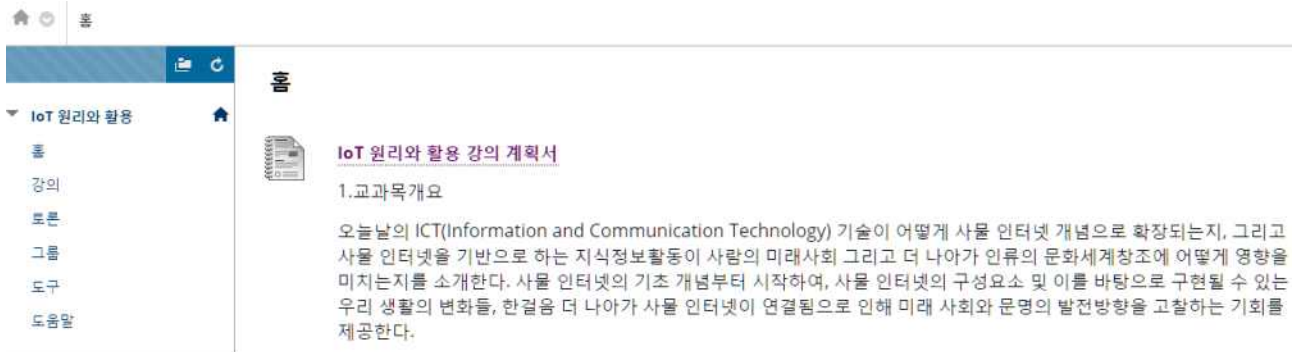 홈
홈
IoT 원리와 활용
홈
강의
토론
그룹
도구
도움말
IoT 원리와 활용 강의 계획서
1.교과목개요
오늘날의 ICT(Information and Communication Technology) 기술이 어떻게 사물 인터넷 개념으로 확장되는지, 그리고
사물 인터넷을 기반으로 하는 지식정보활동이 사람의 미래사회 그리고 더 나아가 인류의 문화세계창조에 어떻게 영향을
미치는지를 소개한다. 사물 인터넷의 기초 개념부터 시작하여, 사물 인터넷의 구성요소 및 이를 바탕으로 구현될 수 있는
우리 생활의 변화들, 한걸음 더 나아가 사물 인터넷이 연결됨으로 인해 미래 사회와 문명의 발전방향을 고찰하는 기회를
제공한다.